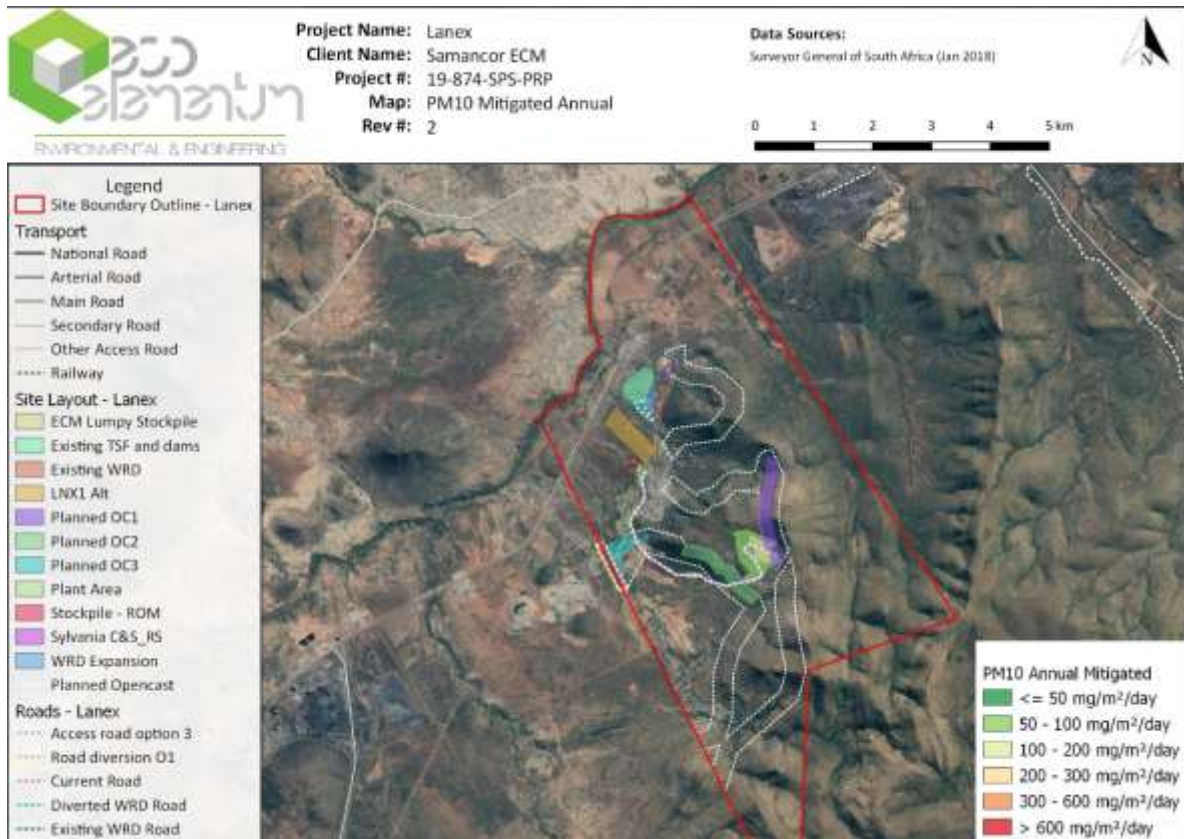 eco
elementum
ENVIRONMENTAL & ENGINEERING
Project Name: Lanex
Client Name: Samancor ECM
Project #: 19-874-SPS-PRP
Map: PM10 Mitigated Annual
Rev #: 2
Data Sources:
Surveyor General of South Africa (Jan 2018)
N
0 1 2 3 4 5 km
Legend
Site Boundary Outline - Lanex
Transport
National Road
Arterial Road
Main Road
Secondary Road
Other Access Road
Railway
Site Layout - Lanex
ECM Lumpy Stockpile
Existing TSF and dams
Existing WRD
LNX1 Alt
Planned OC1
Planned OC2
Planned OC3
Plant Area
Stockpile - ROM
Sylvania C&S_RS
WRD Expansion
Planned Opencast
Roads - Lanex
Access road option 3
Road diversion O1
Current Road
Diverted WRD Road
Existing WRD Road
PM10 Annual Mitigated
<= 50 mg/m²/day
50 - 100 mg/m²/day
100 - 200 mg/m²/day
200 - 300 mg/m²/day
300 - 600 mg/m²/day
> 600 mg/m²/day